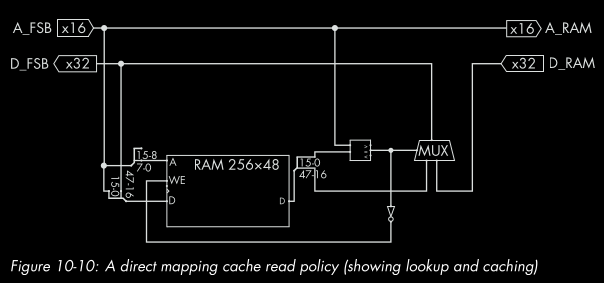 A_FSB x16 x16 A_RAM
D_FSB x32 x32 D_RAM
15-8
7-0
A
RAM 256×48
15-0
47-16
MUX
WE
15-0
47-16
D
D
Figure 10-10: A direct mapping cache read policy (showing lookup and caching)